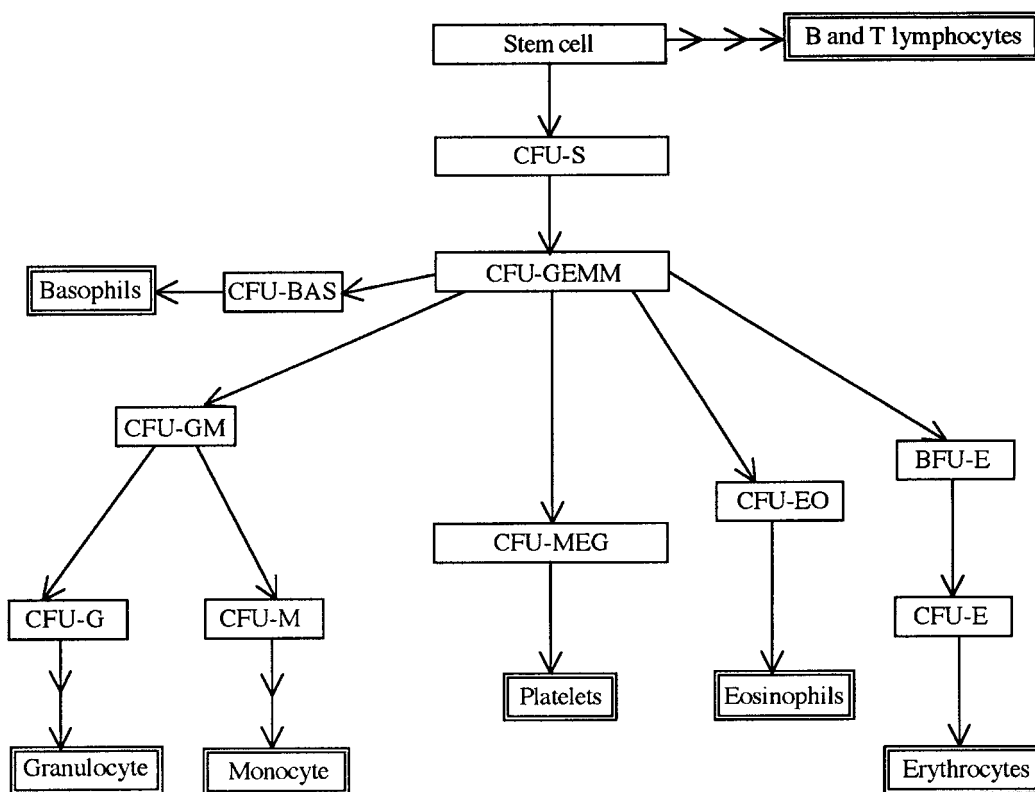 Stem cell
B and T lymphocytes
CFU-S
CFU-GEMM
Basophils
CFU-BAS
CFU-GM
BFU-E
CFU-EO
CFU-MEG
CFU-G
CFU-M
CFU-E
Platelets
Eosinophils
Granulocyte
Monocyte
Erythrocytes